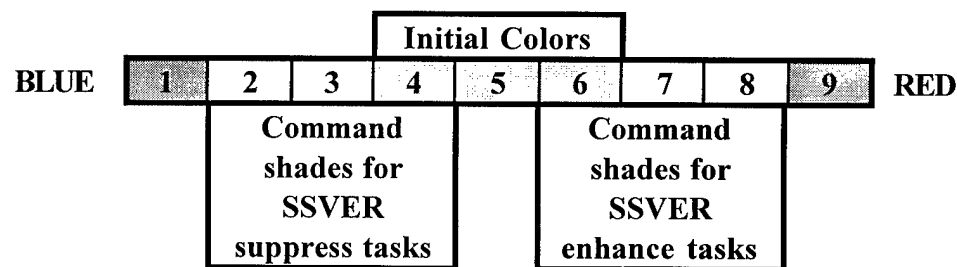 Initial Colors
BLUE 1 2 3 4 5 6 7 8 9 RED
Command
shades for
SSVER
suppress tasks
Command
shades for
SSVER
enhance tasks